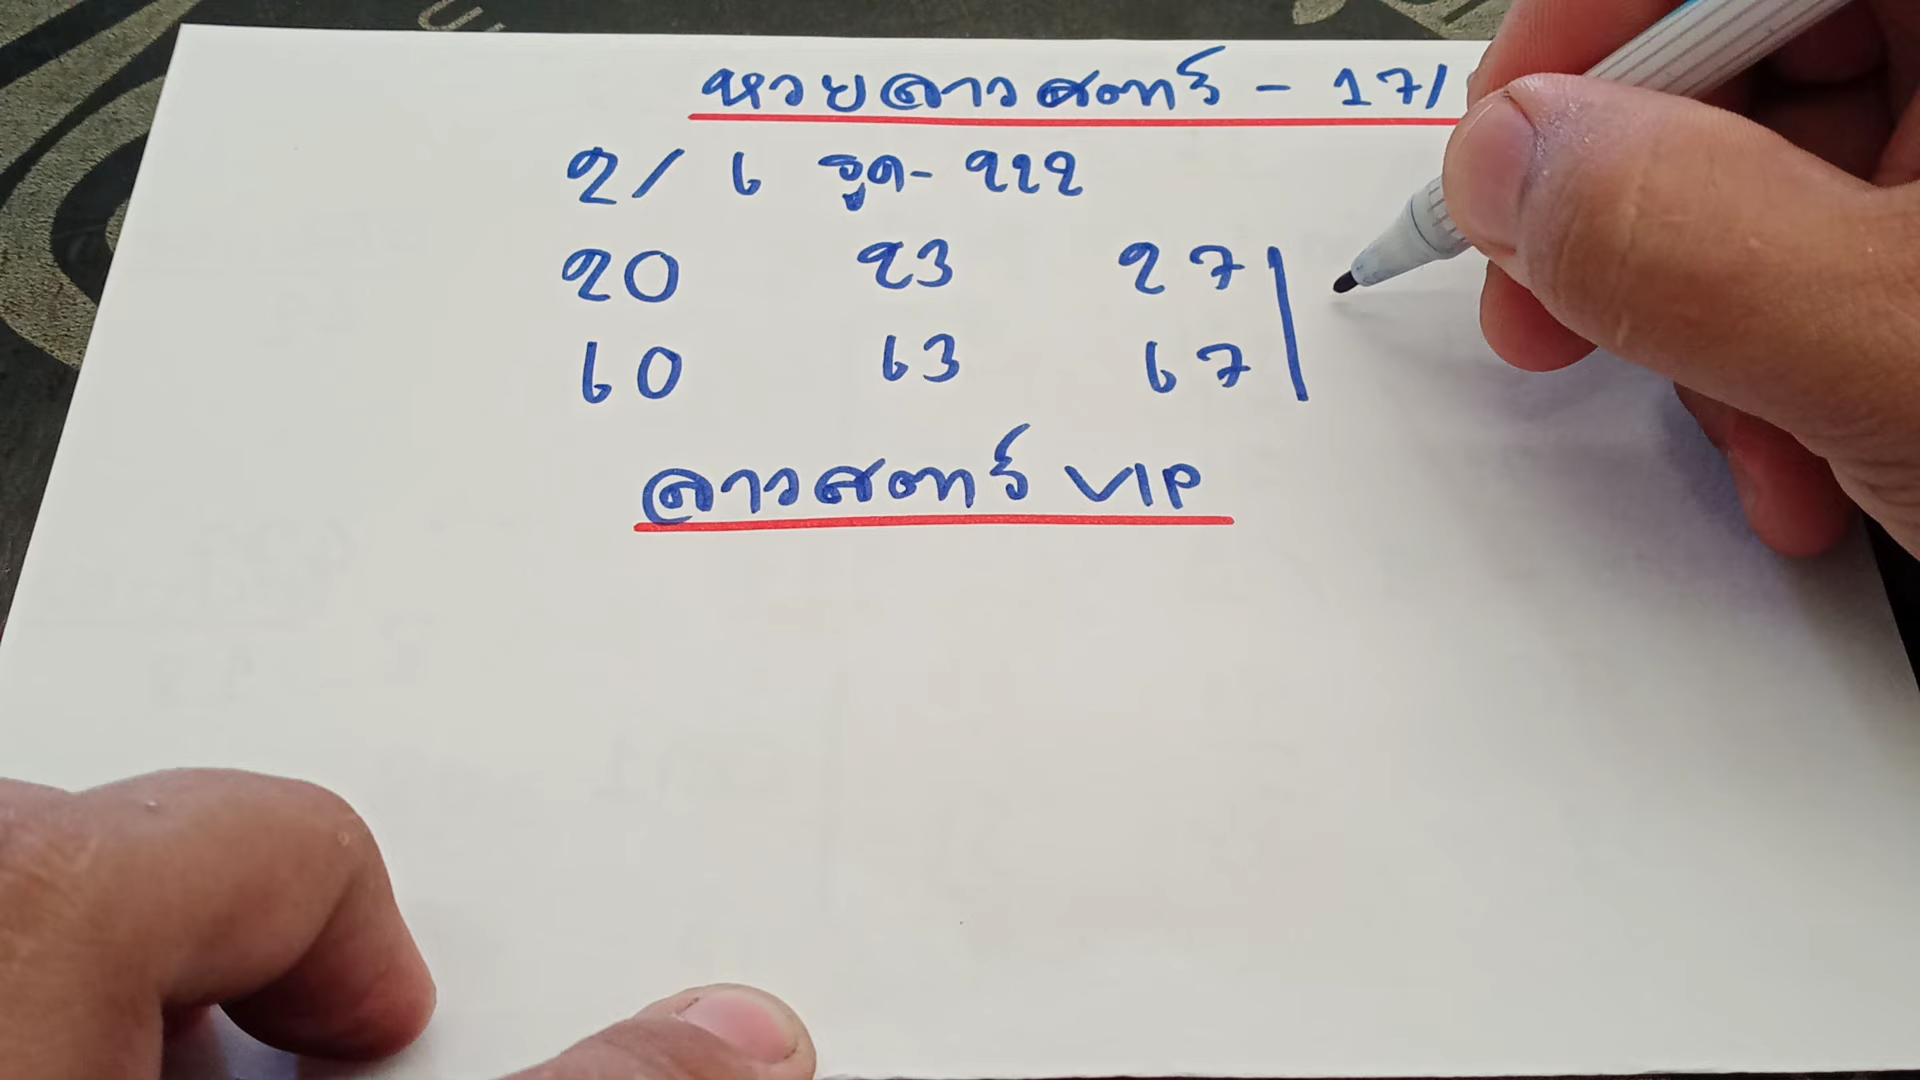 หวยลาวสตาร์ - 17/
2/ 6 รูด- 222
20 23 27
60 63 67
ลาวสตาร์ VIP